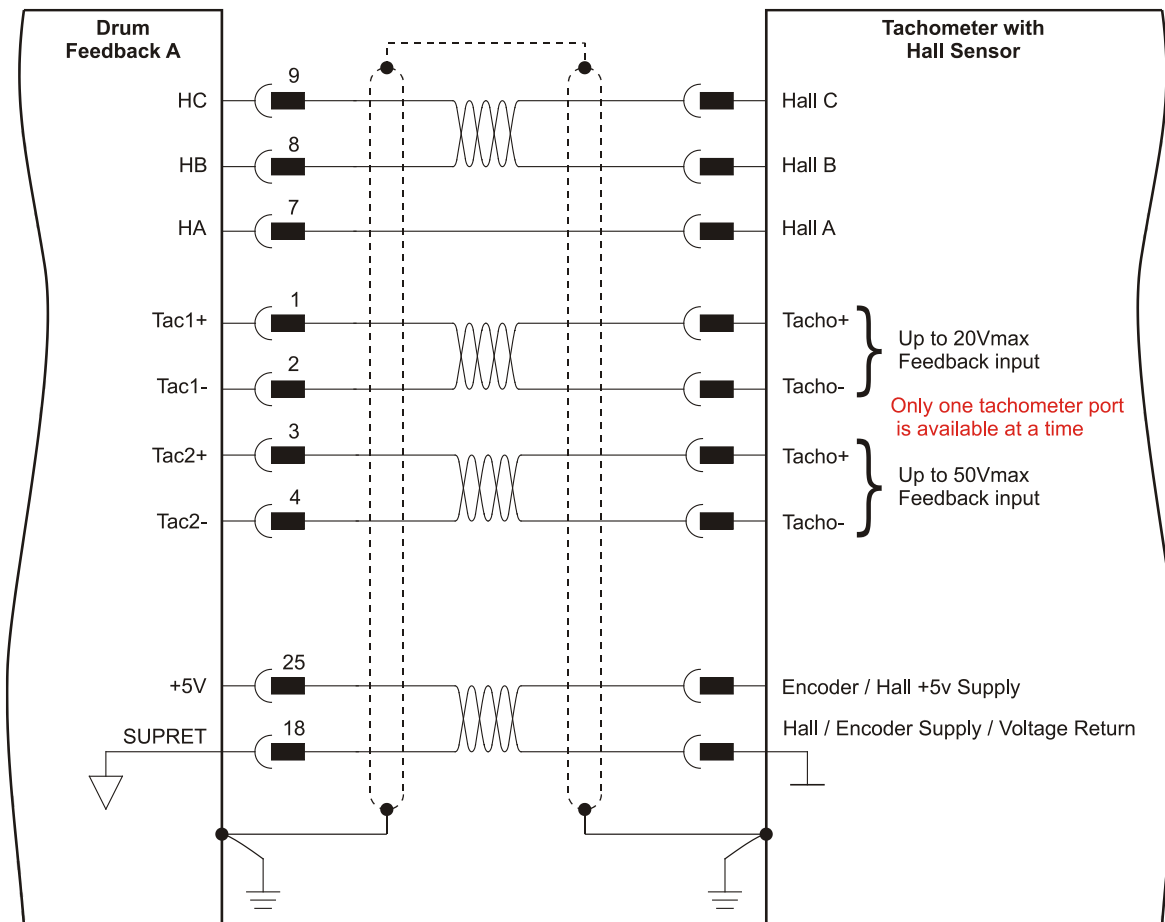 Drum
Feedback A
Tachometer with
Hall Sensor
HC
9
Hall C
HB
8
Hall B
HA
7
Hall A
Tac1+
1
Tacho+
Up to 20Vmax
Feedback input
Tac1-
2
Tacho-
Only one tachometer port
is available at a time
Tac2+
3
Tacho+
Up to 50Vmax
Feedback input
Tac2-
4
Tacho-
+5V
25
Encoder / Hall +5v Supply
SUPRET
18
Hall / Encoder Supply / Voltage Return